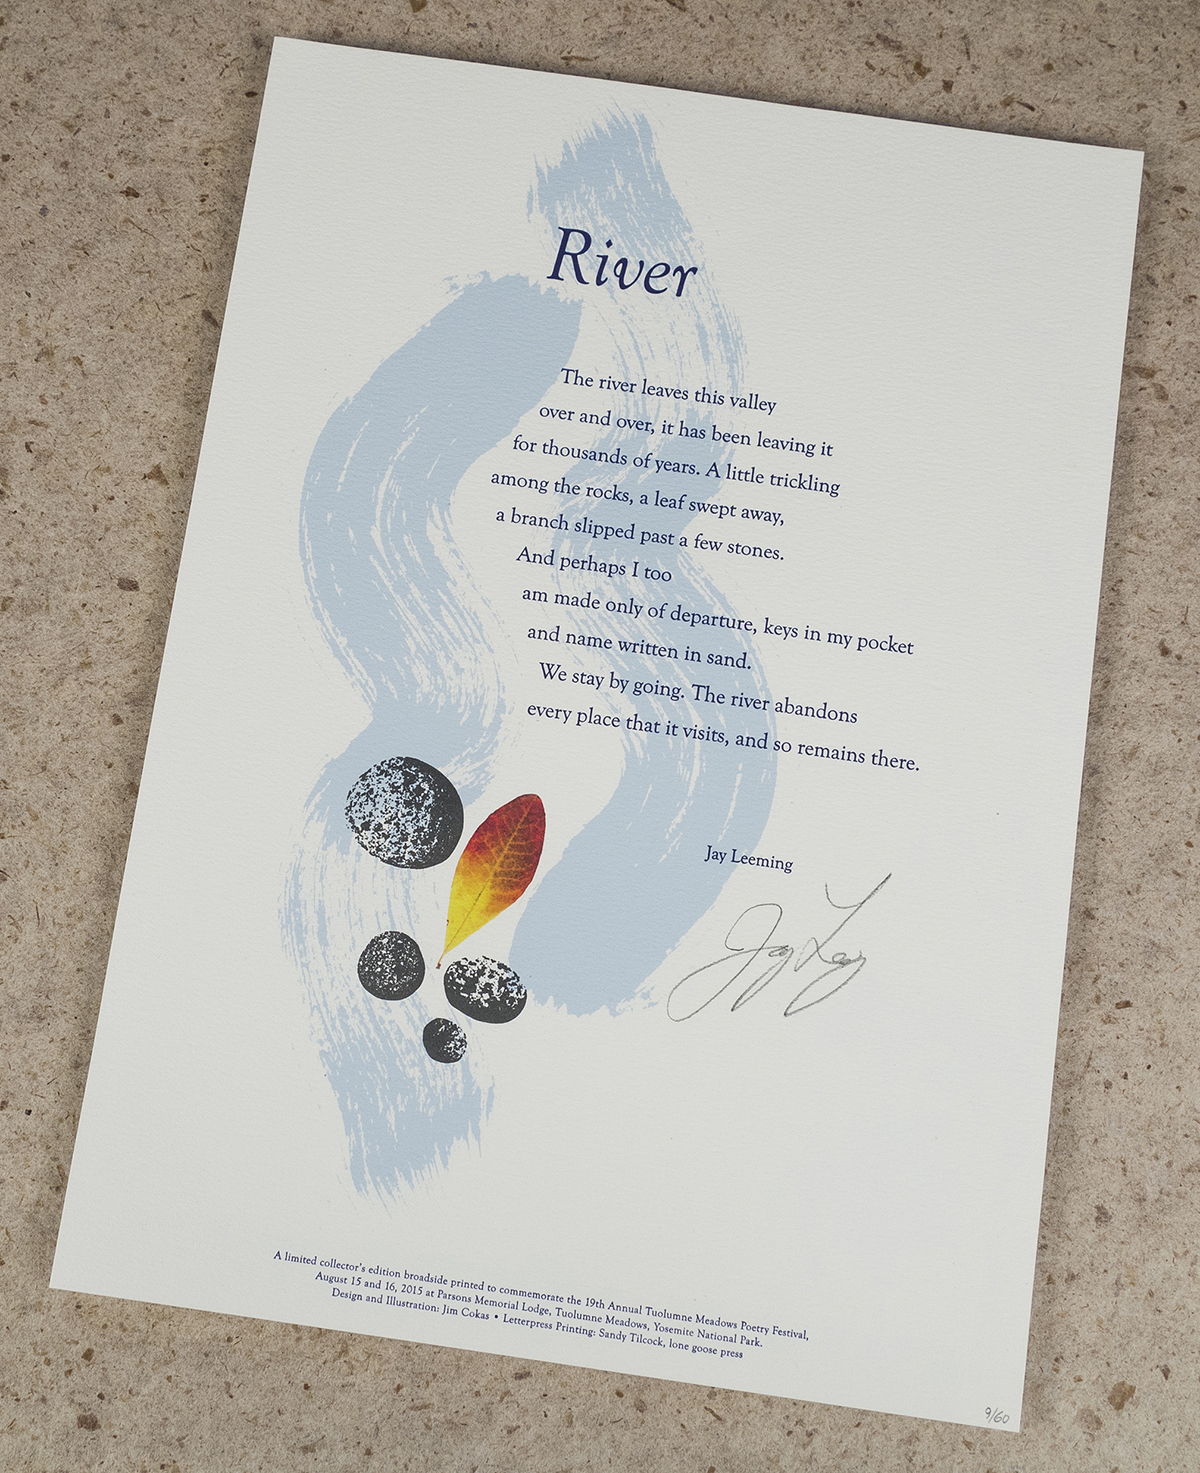 River
The river leaves this valley
over and over, it has been leaving it
for thousands of years. A little trickling
among the rocks, a leaf swept away,
a branch slipped past a few stones.
And perhaps I too
am made only of departure, keys in my pocket
and name written in sand.
We stay by going. The river abandons
every place that it visits, and so remains there.
Jay Leeming
Jay Lee
A limited collector's edition broadside printed to commemorate the 19th Annual Tuolumne Meadows Poetry Festival,
August 15 and 16, 2015 at Parsons Memorial Lodge, Tuolumne Meadows, Yosemite National Park.
Design and Illustration: Jim Cokas • Letterpress Printing: Sandy Tilcock, lone goose press
9/60